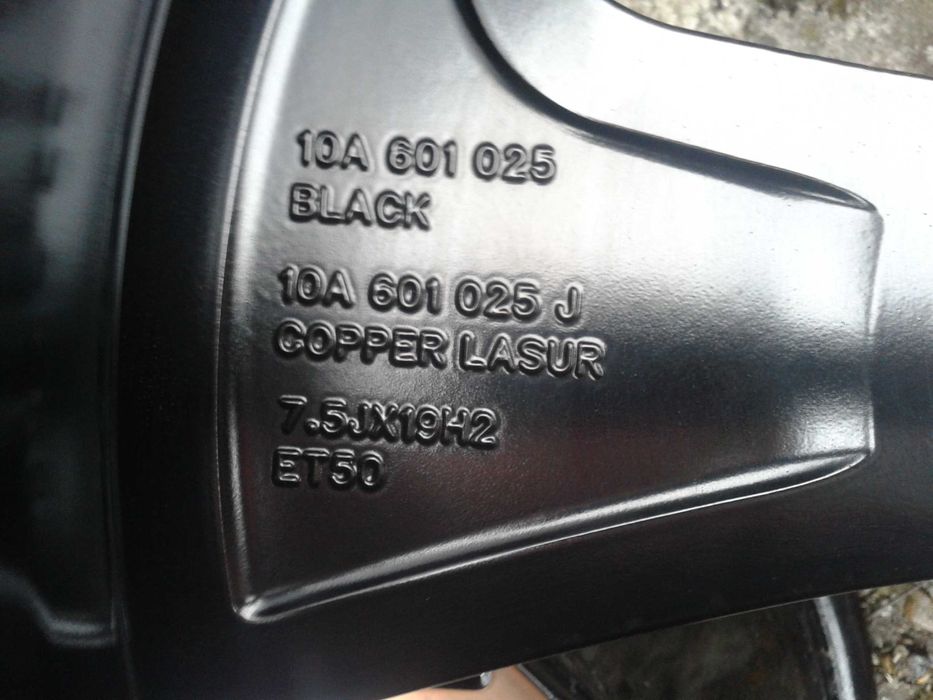 10A 601 025
BLACK
10A 601 025 J
COPPER LASUR
7.5JX19H2
ET50